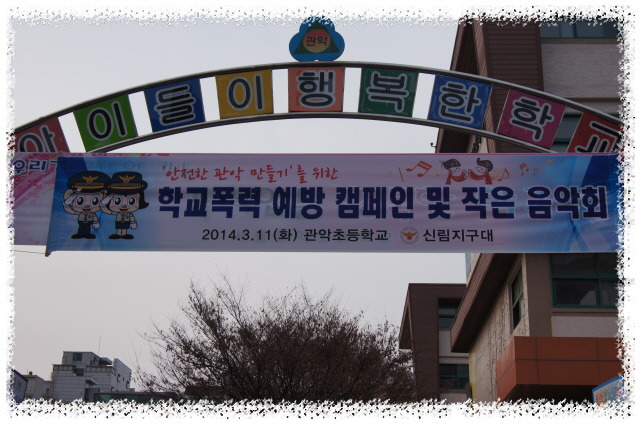 관악
아이들이 행복한 학교
우리
'안전한 관악 만들기'를 위한
학교폭력 예방 캠페인 및 작은 음악회
2014.3.11(화) 관악초등학교 신림지구대